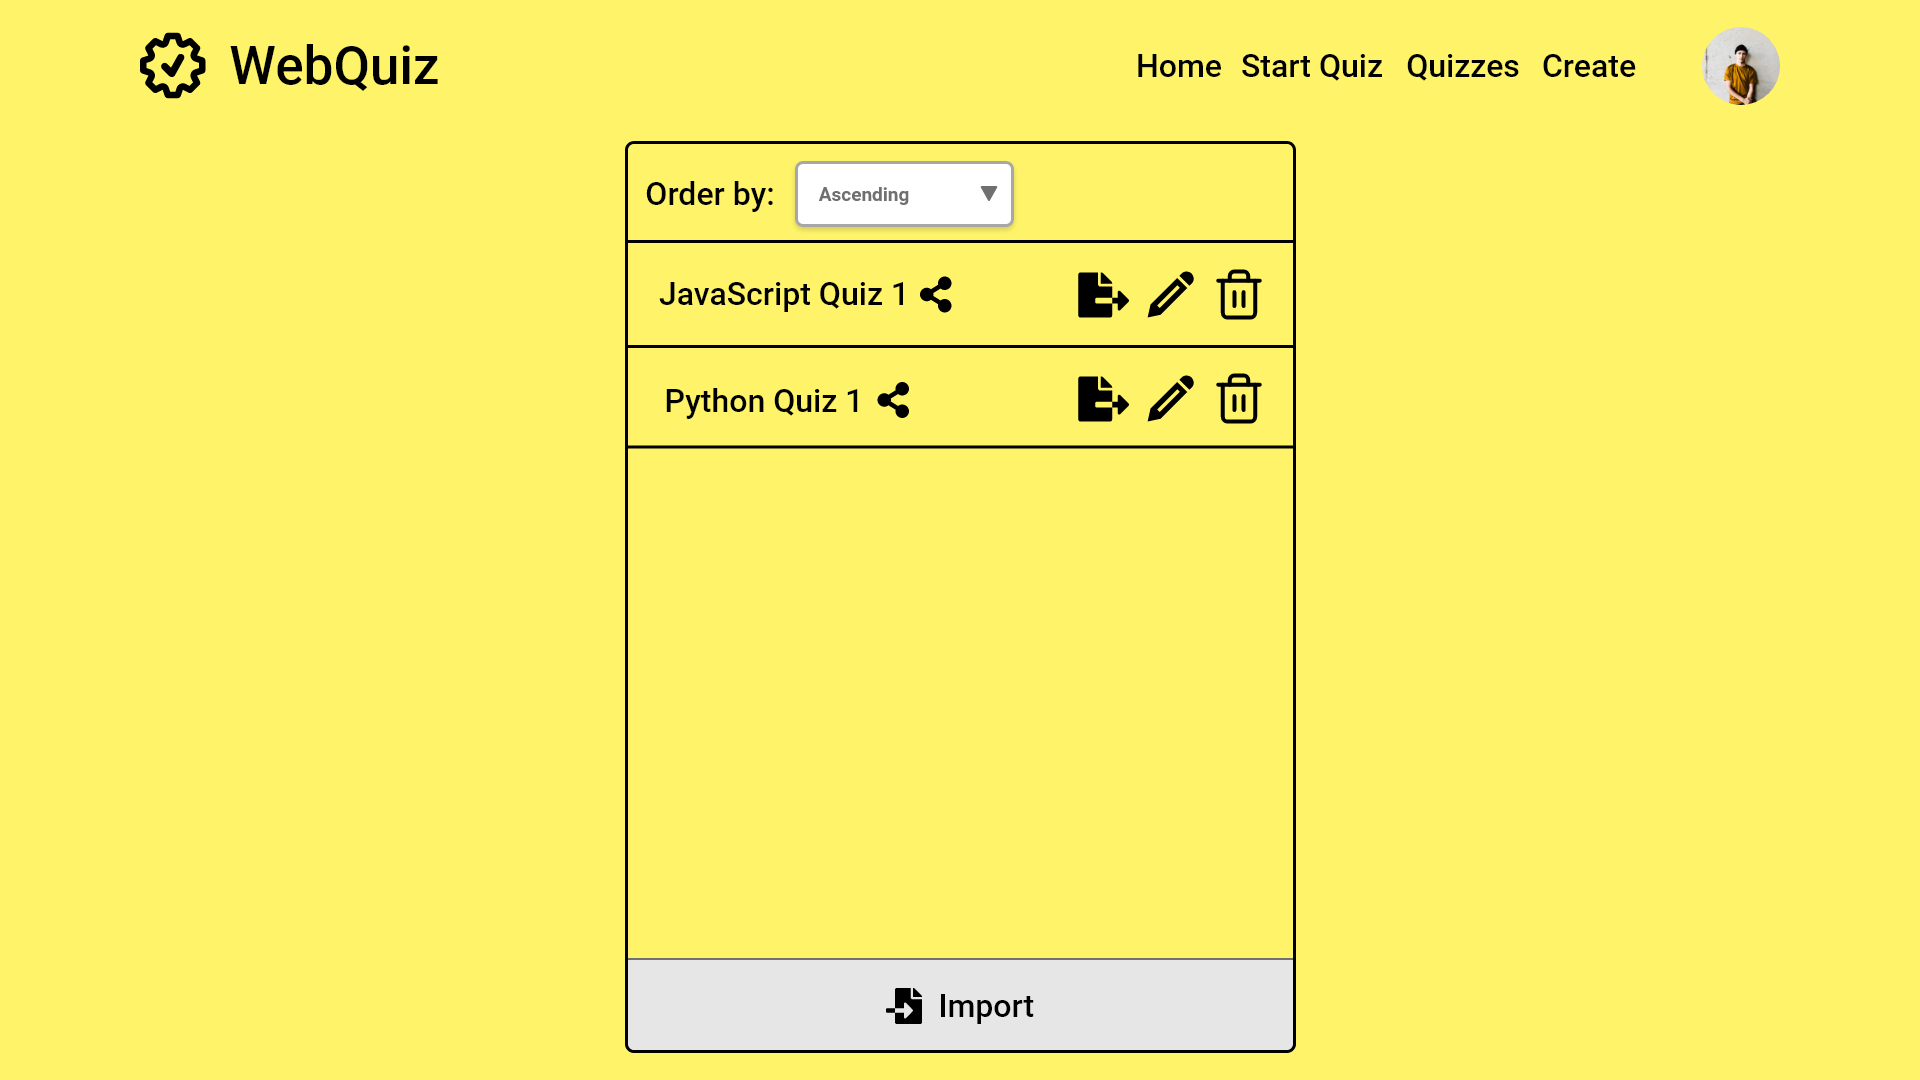 WebQuiz
Home Start Quiz Quizzes Create
Order by: Ascending
JavaScript Quiz 1
Python Quiz 1
Import